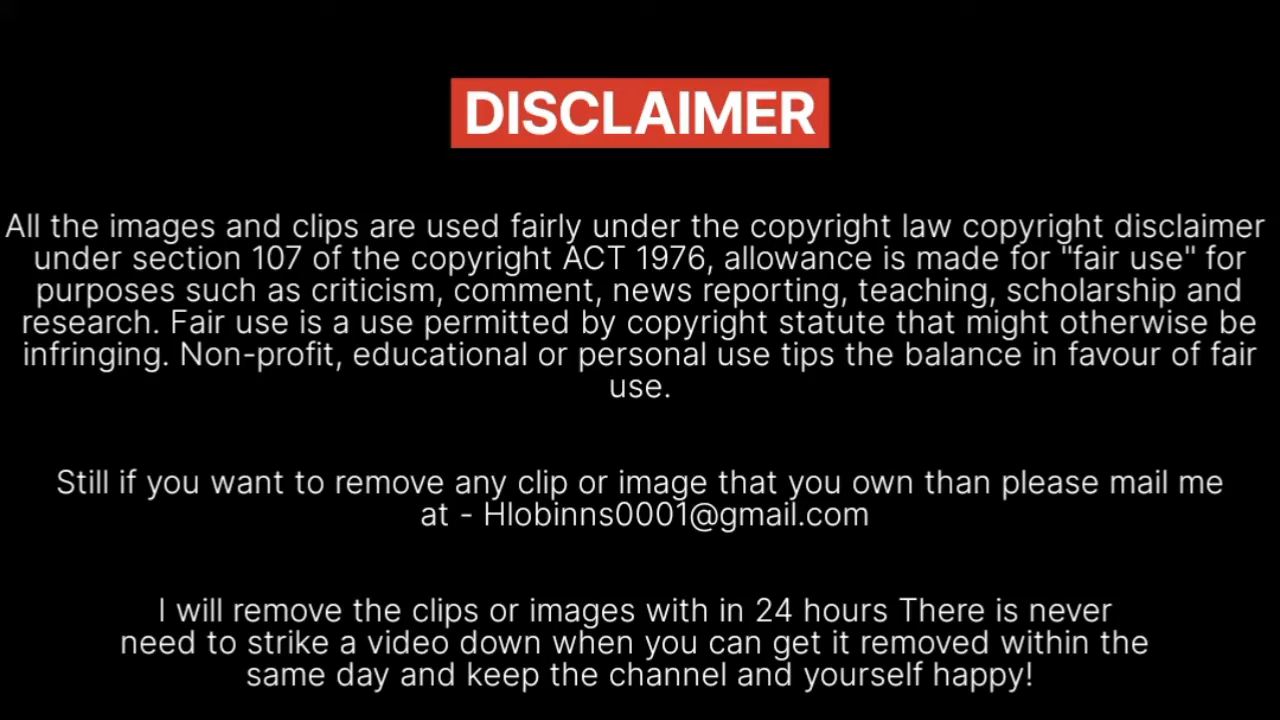 DISCLAIMER
All the images and clips are used fairly under the copyright law copyright disclaimer
under section 107 of the copyright ACT 1976, allowance is made for "fair use" for
purposes such as criticism, comment, news reporting, teaching, scholarship and
research. Fair use is a use permitted by copyright statute that might otherwise be
infringing. Non-profit, educational or personal use tips the balance in favour of fair
use.
Still if you want to remove any clip or image that you own than please mail me
at - Hlobinns0001@gmail.com
I will remove the clips or images with in 24 hours There is never
need to strike a video down when you can get it removed within the
same day and keep the channel and yourself happy!